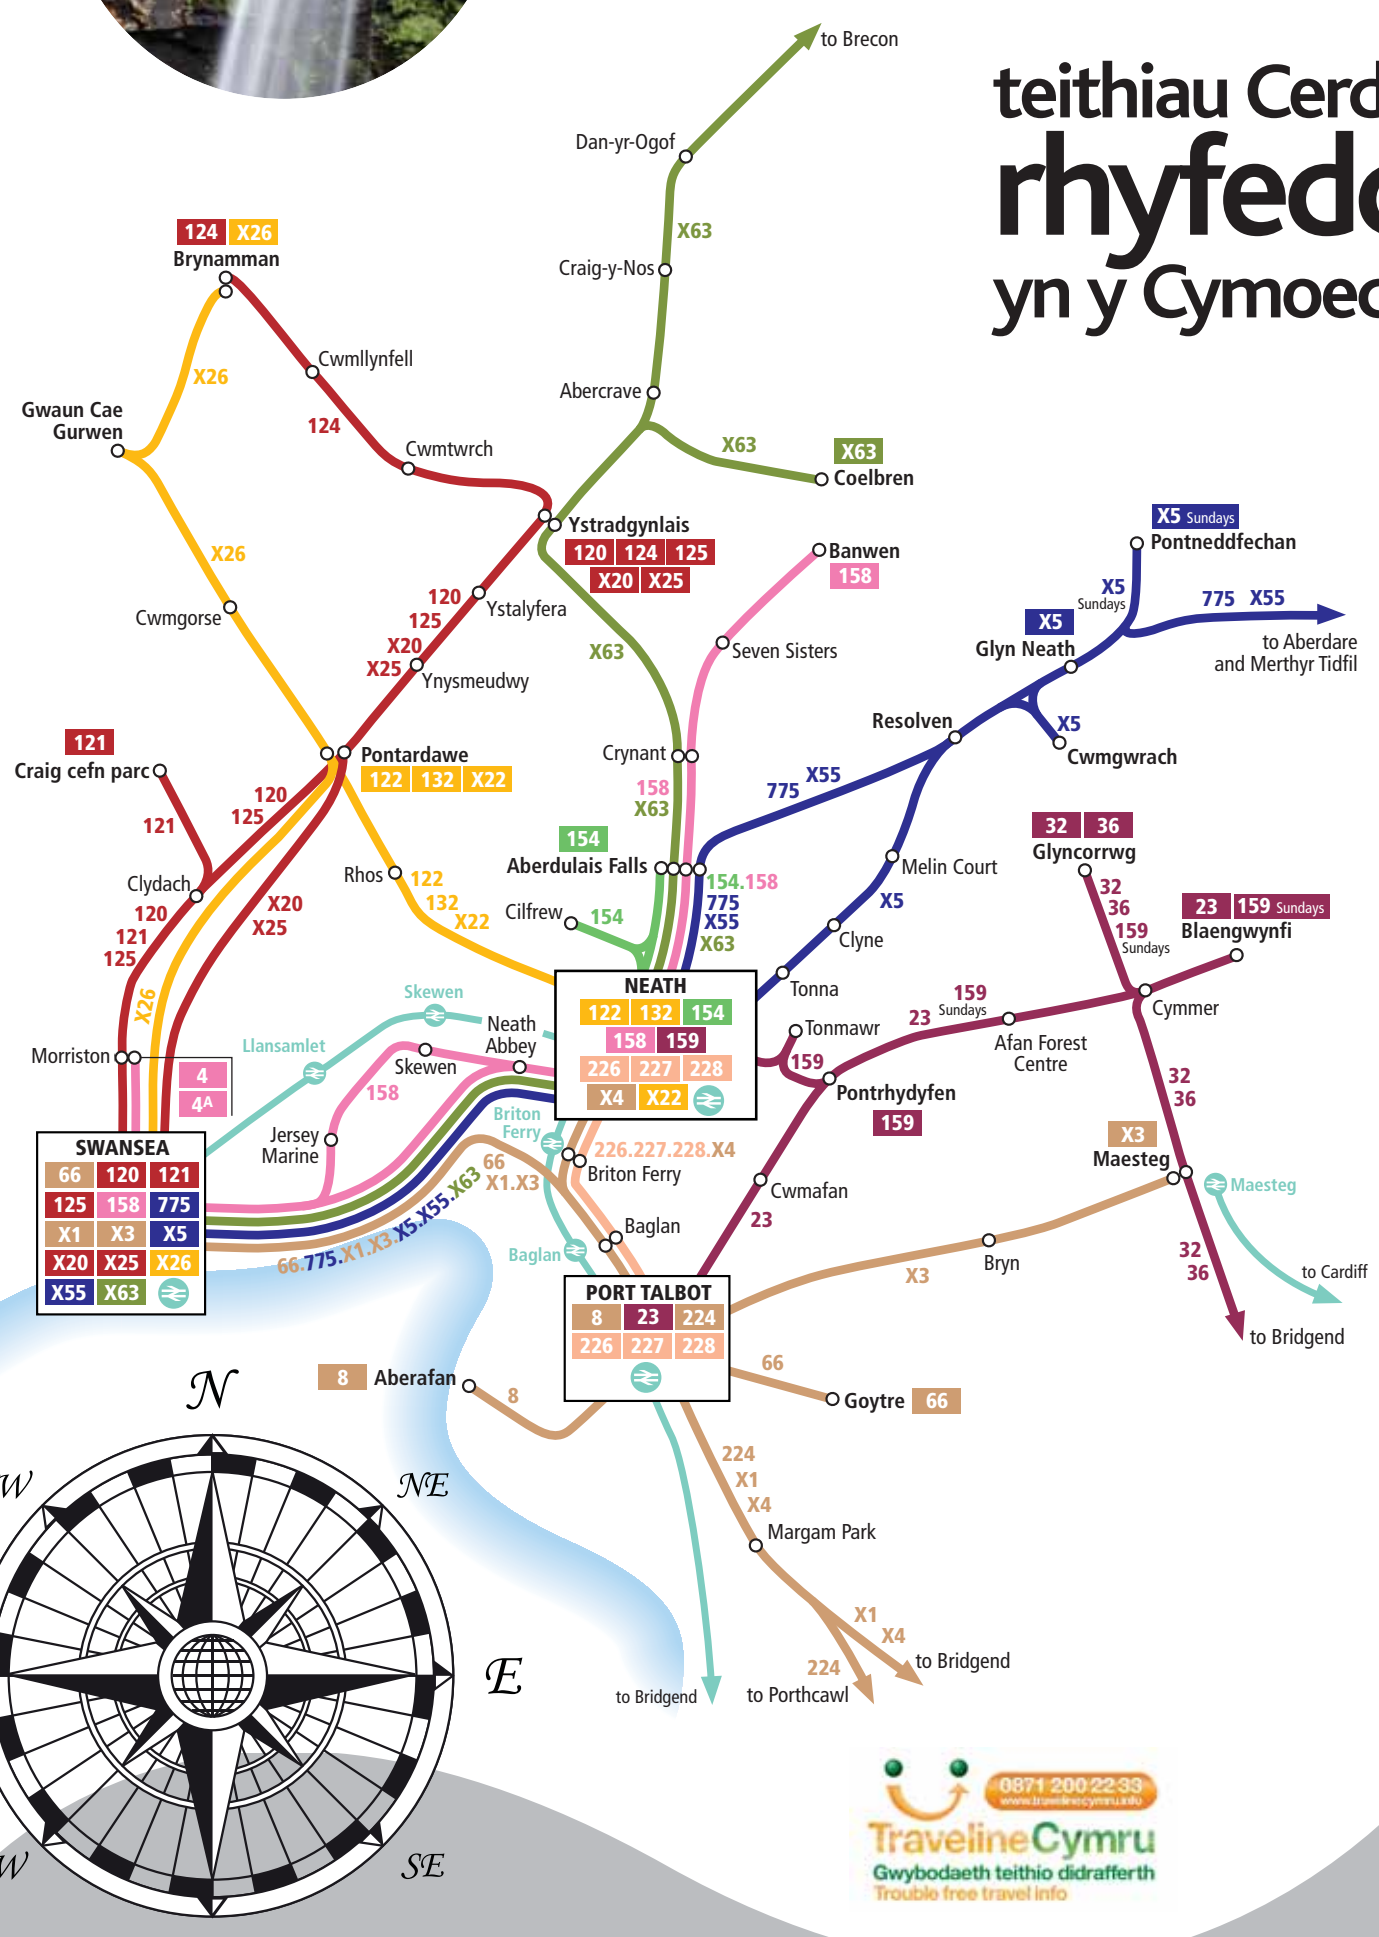 to Brecon
teithiau Cerd
rhyfedd
yn y Cymoed
Dan-yr-Ogof
X63
Craig-y-Nos
124 X26
Brynamman
Cwmllynfell
X26
Abercrave
Gwaun Cae
Gurwen
124
Cwmtwrch
X63
X63
Coelbren
Ystradgynlais
120 124 125
X20 X25
X5 Sundays
Pontneddfechan
Banwen
158
X26
Cwmgorse
120
125
X20
X25
Ystalyfera
Ynysmeudwy
X63
Seven Sisters
X5
Sundays
775 X55
to Aberdare
and Merthyr Tidfil
X5
Glyn Neath
Resolven
X5
Cwmgwrach
121
Craig cefn parc
Pontardawe
122 132 X22
Crynant
158
X63
775 X55
120
125
121
154
Aberdulais Falls
154.158
775
X55
X63
32 36
Glyncorrwg
Melin Court
Clydach
Rhos
122
132
X22
Cilfrew
154
X5
32
36
159
Sundays
23 159 Sundays
Blaengwynfi
120
121
125
X20
X25
Clyne
X26
Skewen
NEATH
122 132 154
158 159
226 227 228
X4 X22
Tonna
159
Sundays
23
Cymmer
Llansamlet
Neath
Abbey
Tonmawr
Afan Forest
Centre
Morriston
4
4A
Skewen
158
159
Pontrhydyfen
159
32
36
Briton
Ferry
Jersey
Marine
226.227.228.X4
Briton Ferry
X3
Maesteg
Maesteg
SWANSEA
66 120 121
125 158 775
X1 X3 X5
X20 X25 X26
X55 X63
66
X1.X3
66.775.X1.X3.X5.X55.X63
Cwmafan
23
Baglan
Baglan
X3
Bryn
32
36
to Cardiff
to Bridgend
PORT TALBOT
8 23 224
226 227 228
8 Aberafan
8
66
Goytre 66
N
NE
W
224
X1
X4
Margam Park
E
X1
X4
to Bridgend
224
to Porthcawl
to Bridgend
W
SE
0871 200 22 33
www.travelinecymru.info
TravelineCymru
Gwybodaeth teithio didrafferth
Trouble free travel info